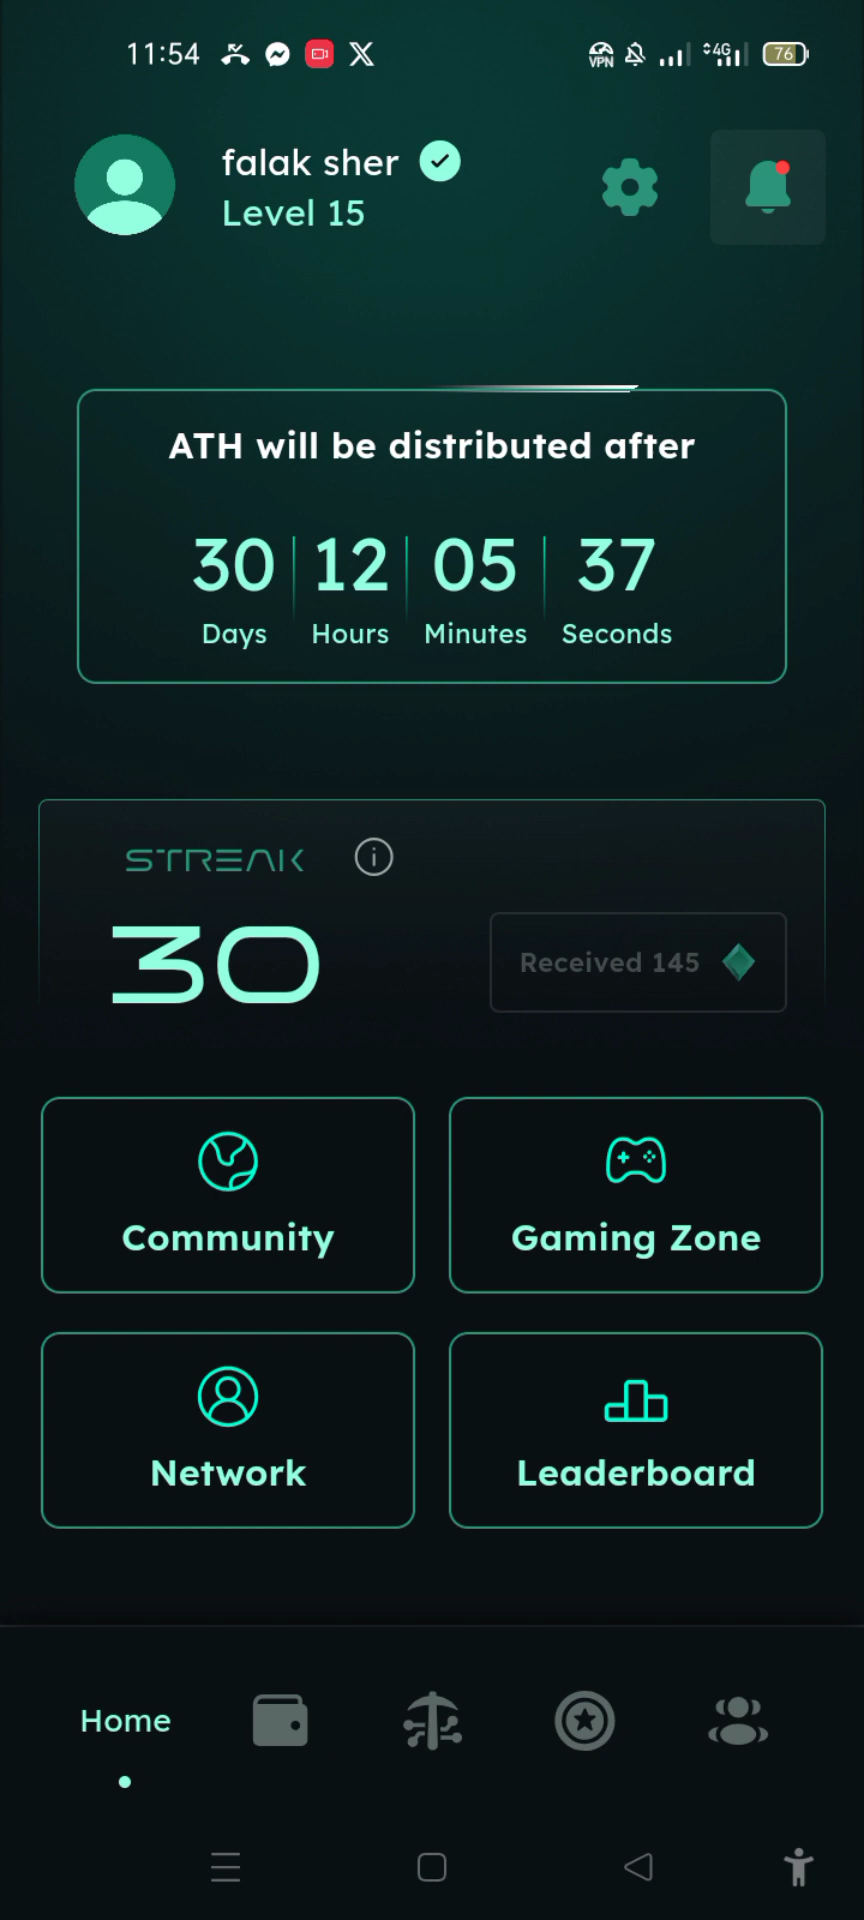 11:54 VPN 4G 76
falak sher
Level 15
ATH will be distributed after
30 12 05 37
Days Hours Minutes Seconds
STREAK
30
Received 145
Community
Gaming Zone
Network
Leaderboard
Home